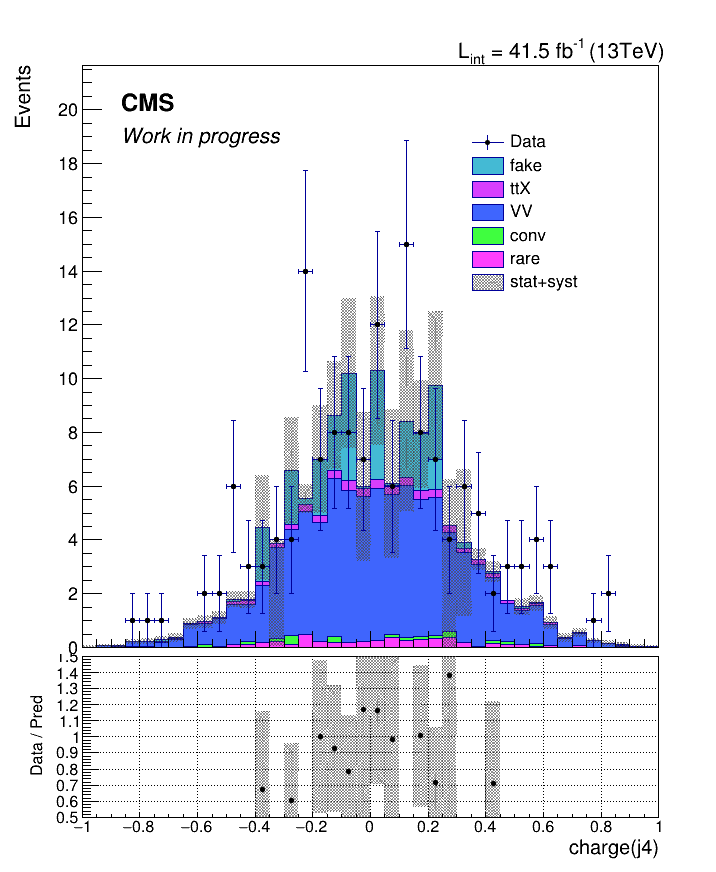 L_int = 41.5 fb^-1 (13TeV)
Events
CMS
Work in progress
Data
fake
ttX
VV
conv
rare
stat+syst
20
18
16
14
12
10
8
6
4
2
0
Data / Pred
1.5
1.4
1.3
1.2
1.1
1
0.9
0.8
0.7
0.6
0.5
−1 −0.8 −0.6 −0.4 −0.2 0 0.2 0.4 0.6 0.8 1
charge(j4)